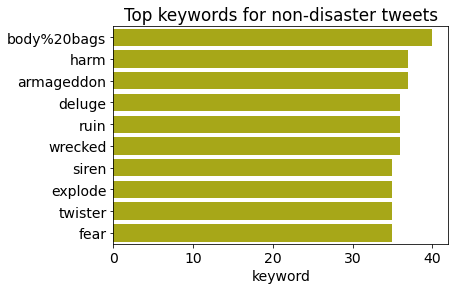 Top keywords for non-disaster tweets
body%20bags
harm
armageddon
deluge
ruin
wrecked
siren
explode
twister
fear
0 10 20 30 40
keyword